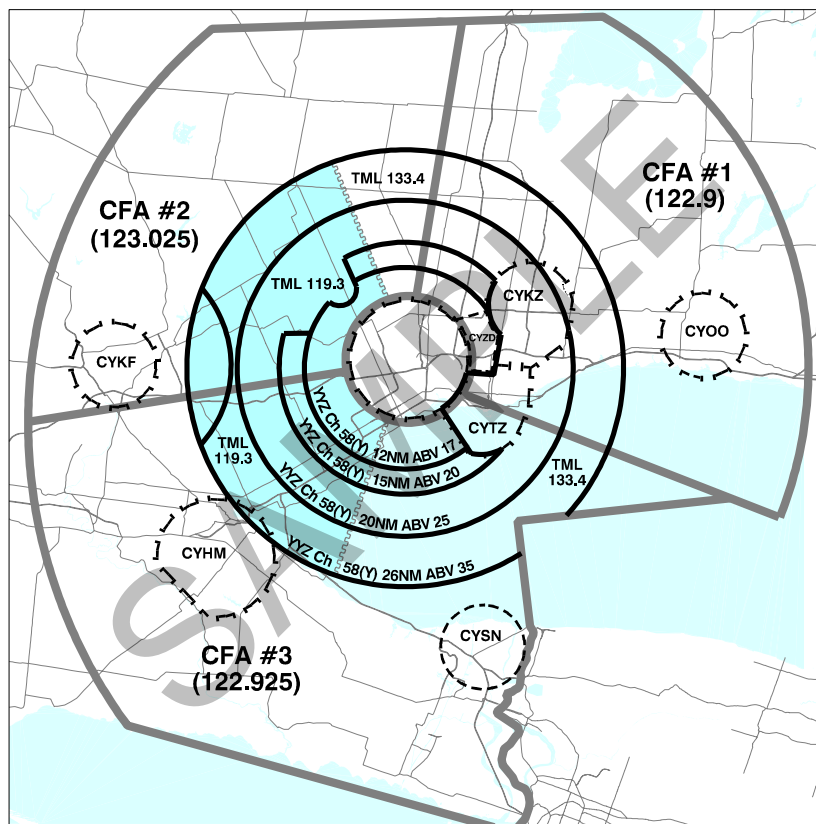 TML 133.4
CFA #1
(122.9)
CFA #2
(123.025)
TML 119.3
CYKZ
CYZD
CYOO
CYKF
CYTZ
YYZ Ch 58(Y) 12NM ABV 17
YYZ Ch 58(Y) 15NM ABV 20
YYZ Ch 58(Y) 20NM ABV 25
YYZ Ch 58(Y) 26NM ABV 35
TML
119.3
TML
133.4
CYHM
CYSN
CFA #3
(122.925)
SAMPLE